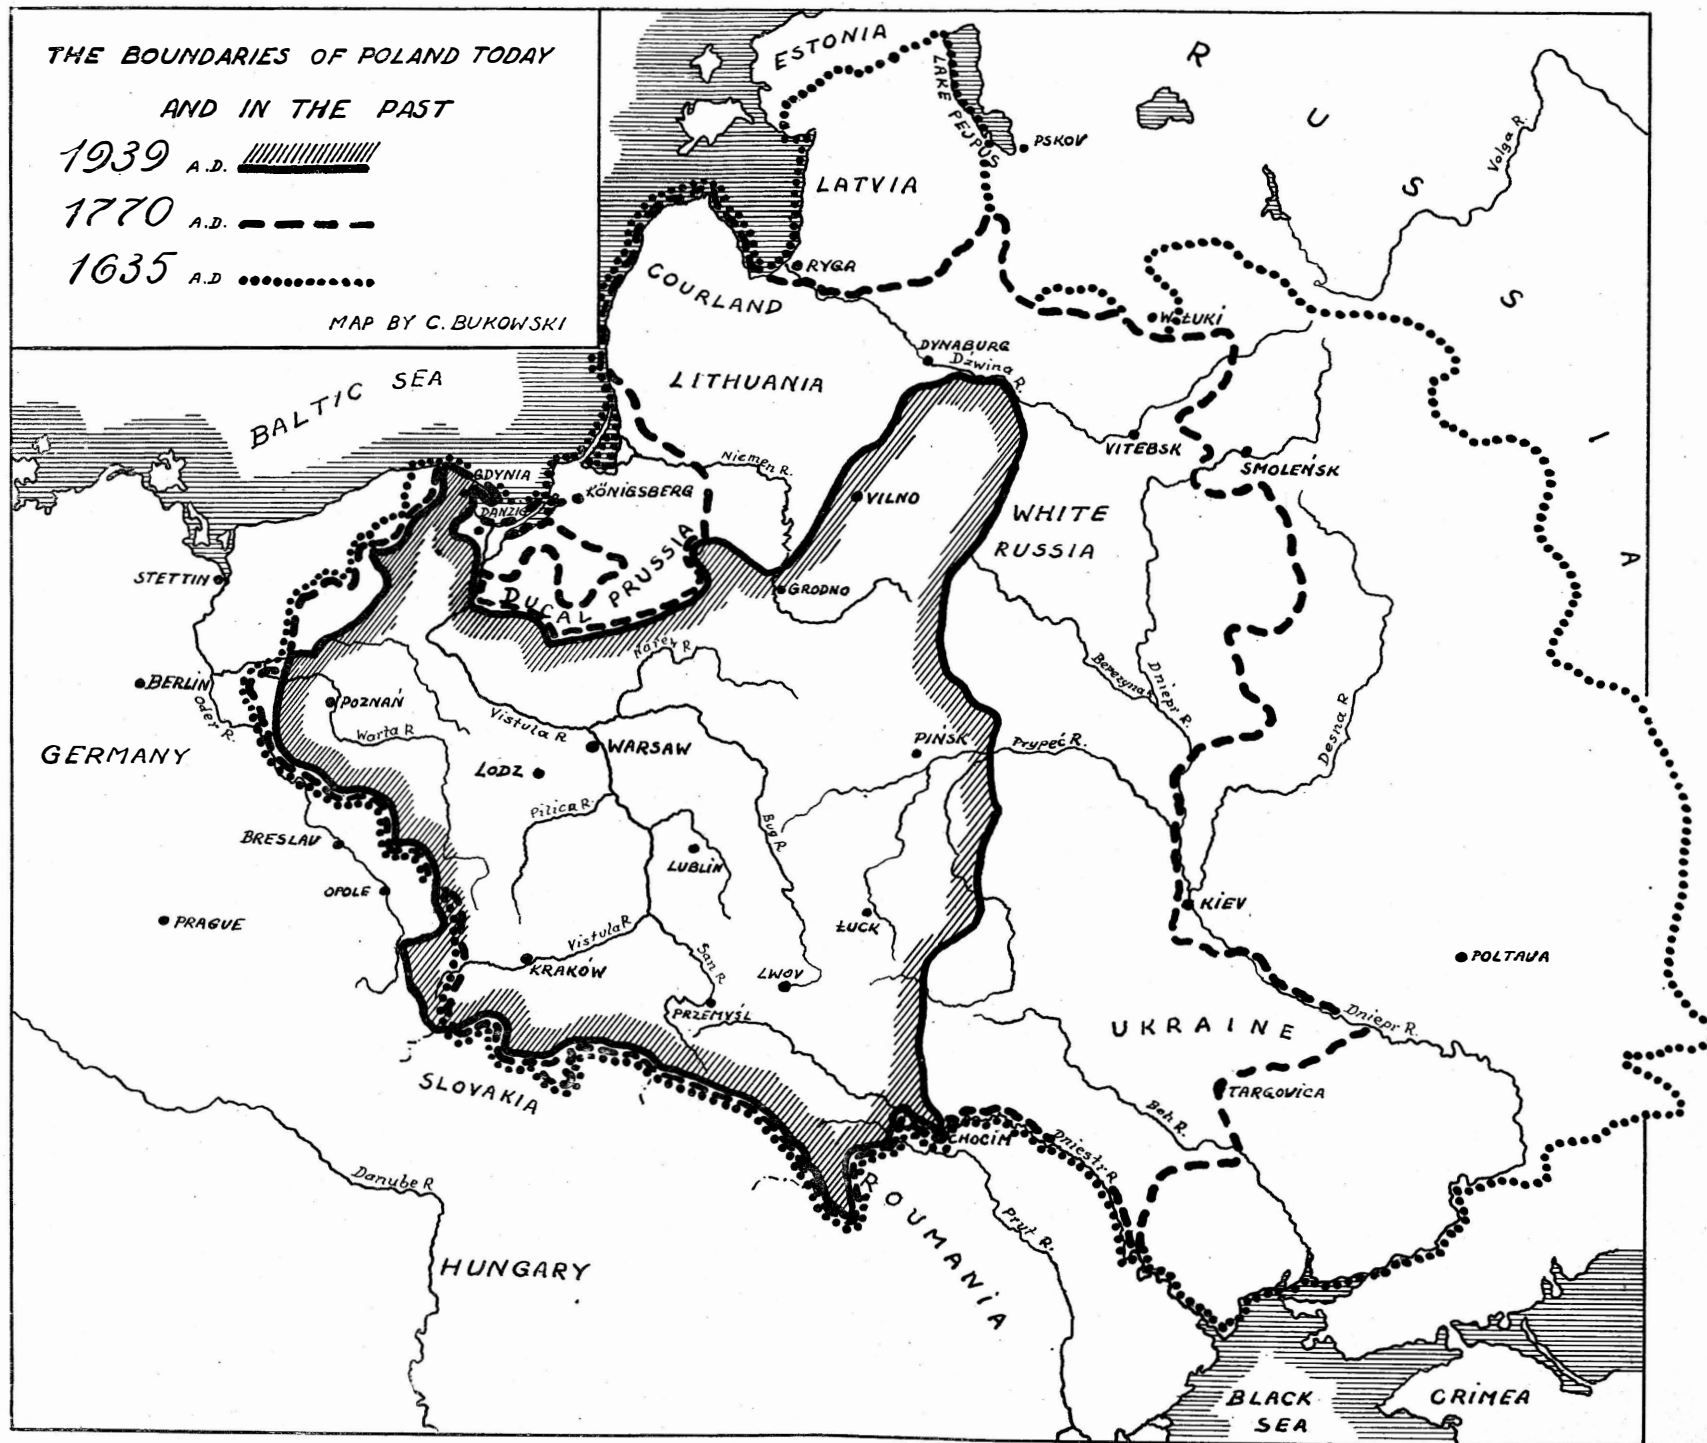 THE BOUNDARIES OF POLAND TODAY
AND IN THE PAST
1939 A.D.
1770 A.D.
1635 A.D
MAP BY C. BUKOWSKI
ESTONIA
LAKE PEJPUS
PSKOV
RUSSIA
Volga R.
LATVIA
RYGA
COURLAND
W.ŁUKI
DYNABURG
Dźwina R.
BALTIC SEA
LITHUANIA
VITEBSK
SMOLEŃSK
Niemen R.
GDYNIA
KÖNIGSBERG
DANZIG
VILNO
WHITE
RUSSIA
STETTIN
DUCAL PRUSSIA
GRODNO
Narew R
Berezyna R
Dniepr R.
Desna R
BERLIN
Oder R.
POZNAŃ
Warta R
Vistula R
WARSAW
PIŃSK
Prypeć R.
GERMANY
LODZ
Pilica R.
Bug R
BRESLAU
LUBLIN
OPOLE
ŁUCK
KIEV
PRAGUE
Vistula R
KRAKÓW
San R
LWOV
POLTAVA
PRZEMYŚL
UKRAINE
Dniepr R.
SLOVAKIA
TARGOVICA
Boh R.
CHOCIM
Dniestr R
Danube R
ROUMANIA
Prut R.
HUNGARY
BLACK
SEA
CRIMEA